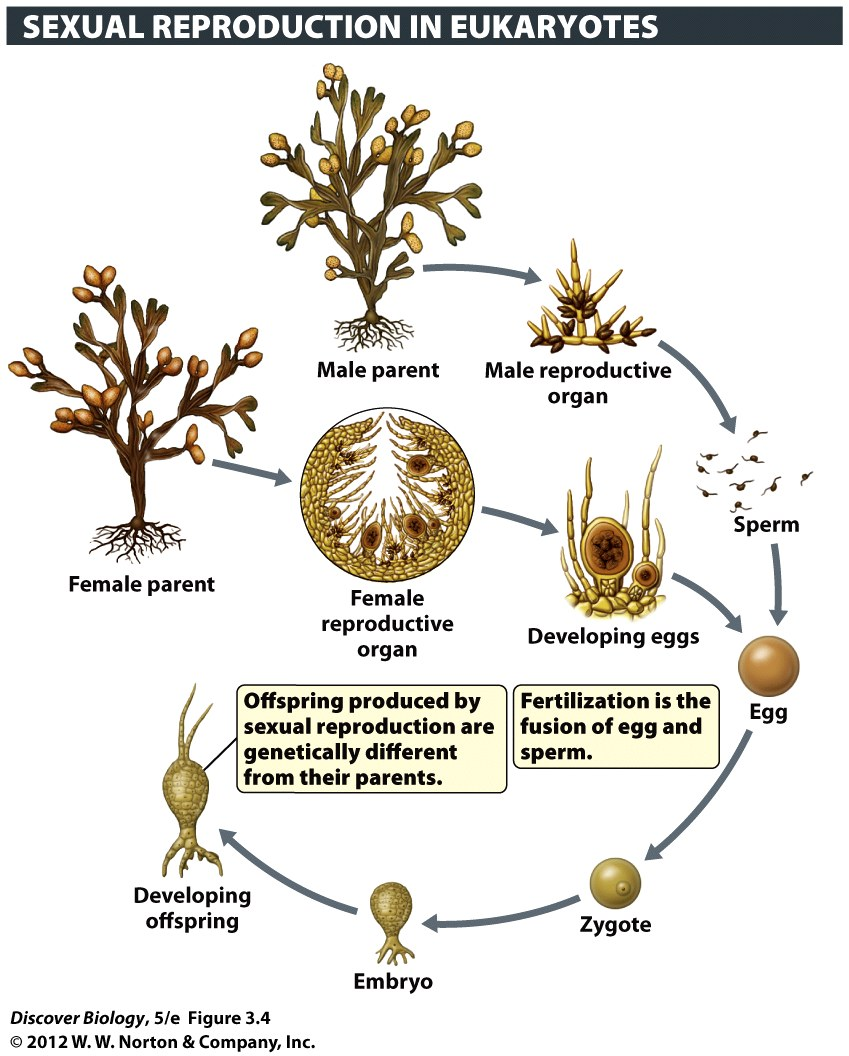 SEXUAL REPRODUCTION IN EUKARYOTES
Male parent
Male reproductive
organ
Sperm
Female parent
Female
reproductive
organ
Developing eggs
Egg
Offspring produced by
sexual reproduction are
genetically different
from their parents.
Fertilization is the
fusion of egg and
sperm.
Developing
offspring
Embryo
Zygote
Discover Biology, 5/e Figure 3.4
© 2012 W. W. Norton & Company, Inc.